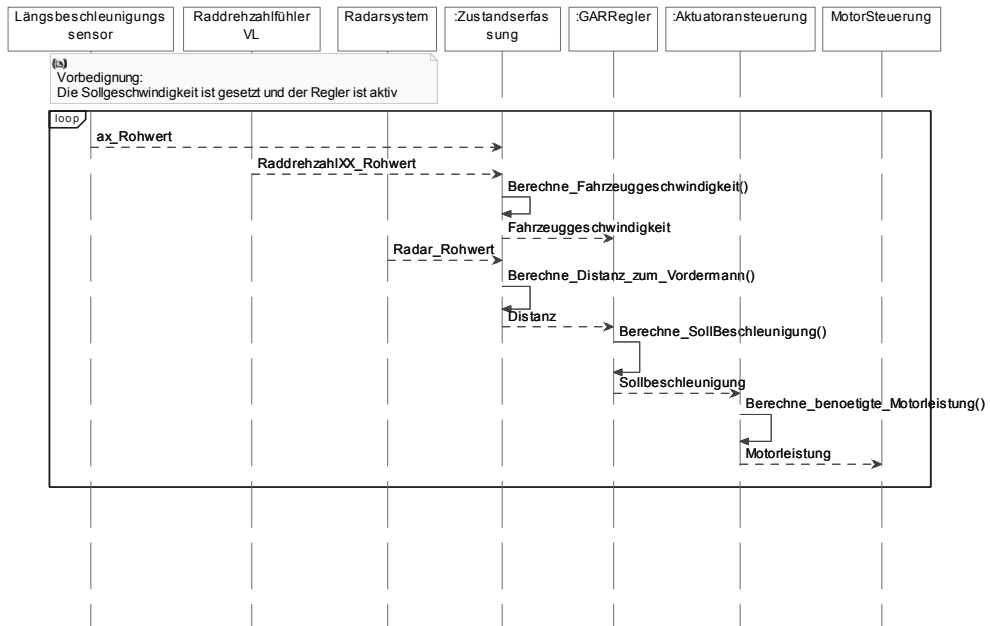 Längsbeschleunigungs
sensor
Raddrehzahlfühler
VL
Radarsystem
:Zustandserfas
sung
:GARRegler
:Aktuatoransteuerung
MotorSteuerung
Vorbedignung:
Die Sollgeschwindigkeit ist gesetzt und der Regler ist aktiv
loop
ax_Rohwert
RaddrehzahlXX_Rohwert
Berechne_Fahrzeuggeschwindigkeit()
Fahrzeuggeschwindigkeit
Radar_Rohwert
Berechne_Distanz_zum_Vordermann()
Distanz
Berechne_SollBeschleunigung()
Sollbeschleunigung
Berechne_benoetigte_Motorleistung()
Motorleistung